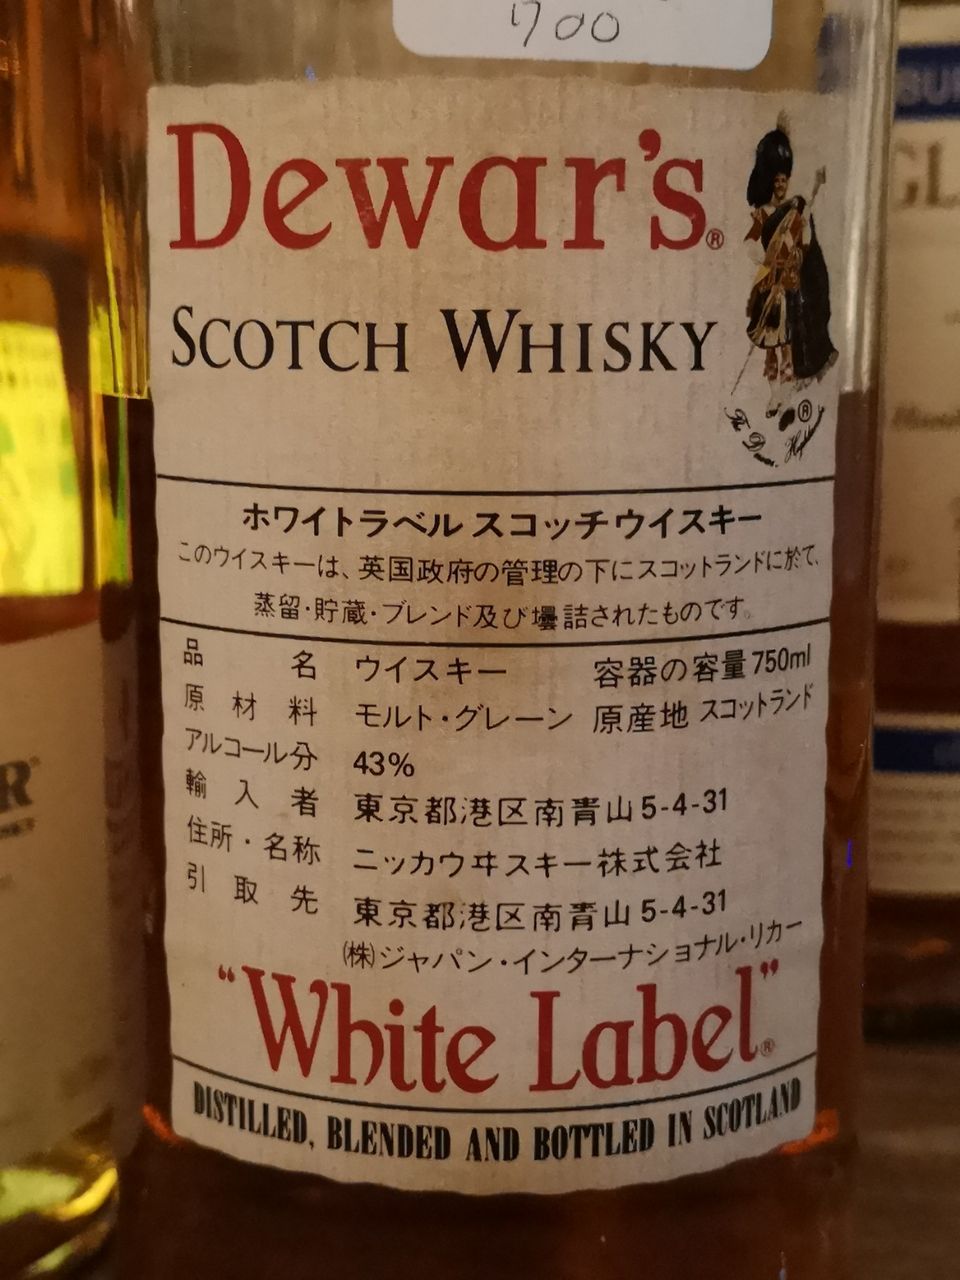 700
Dewar's®
SCOTCH WHISKY
®
The Dewar Highlander
ホワイトラベル スコッチウイスキー
このウイスキーは、英国政府の管理の下にスコットランドに於て、
蒸留・貯蔵・ブレンド及び壜詰されたものです。
品名 ウイスキー 容器の容量 750ml
原材料 モルト・グレーン 原産地 スコットランド
アルコール分 43%
輸入者 東京都港区南青山5-4-31
住所・名称 ニッカウヰスキー株式会社
引取先 東京都港区南青山5-4-31
㈱ジャパン・インターナショナル・リカー
"White Label"®
DISTILLED, BLENDED AND BOTTLED IN SCOTLAND
R
BU
GL